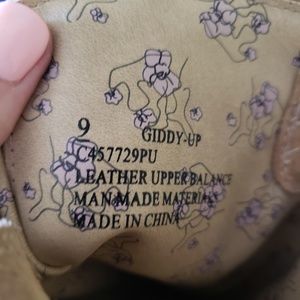 9 GIDDY-UP
C457729PU
LEATHER UPPER BALANCE
MAN MADE MATERIALS
MADE IN CHINA